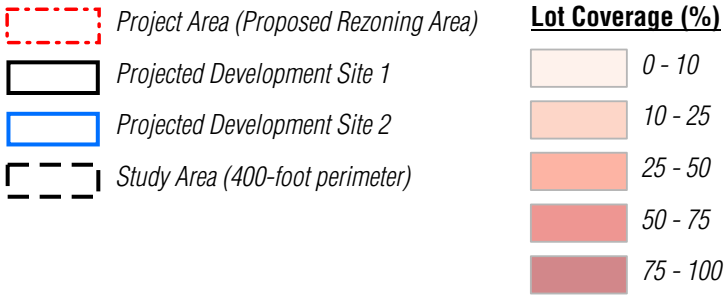 Project Area (Proposed Rezoning Area)
Projected Development Site 1
Projected Development Site 2
Study Area (400-foot perimeter)
Lot Coverage (%)
0 - 10
10 - 25
25 - 50
50 - 75
75 - 100